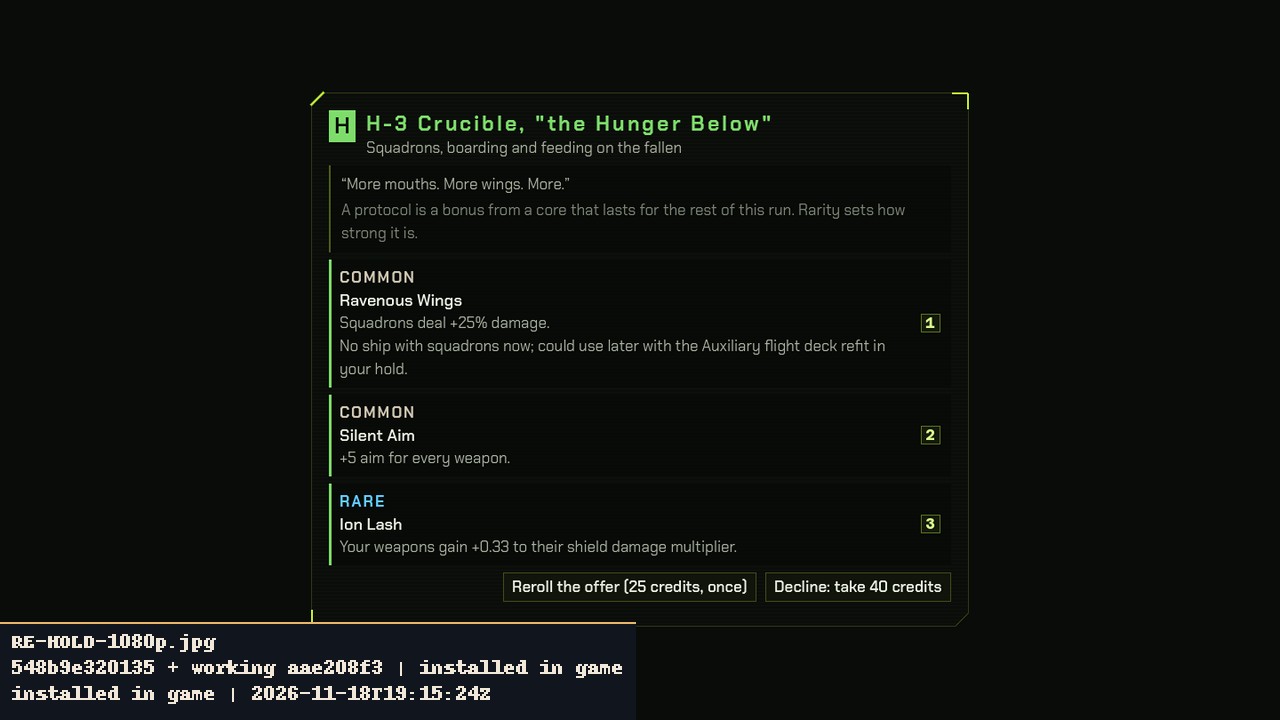 H
H-3 Crucible, "the Hunger Below"
Squadrons, boarding and feeding on the fallen
“More mouths. More wings. More.”
A protocol is a bonus from a core that lasts for the rest of this run. Rarity sets how
strong it is.
COMMON
Ravenous Wings
Squadrons deal +25% damage.
No ship with squadrons now; could use later with the Auxiliary flight deck refit in
your hold.
1
COMMON
Silent Aim
+5 aim for every weapon.
2
RARE
Ion Lash
Your weapons gain +0.33 to their shield damage multiplier.
3
Reroll the offer (25 credits, once)
Decline: take 40 credits
RE-HOLD-1080p.jpg
548b9e320135 + working aae208f3 | installed in game
installed in game | 2026-11-18T19:15:24Z